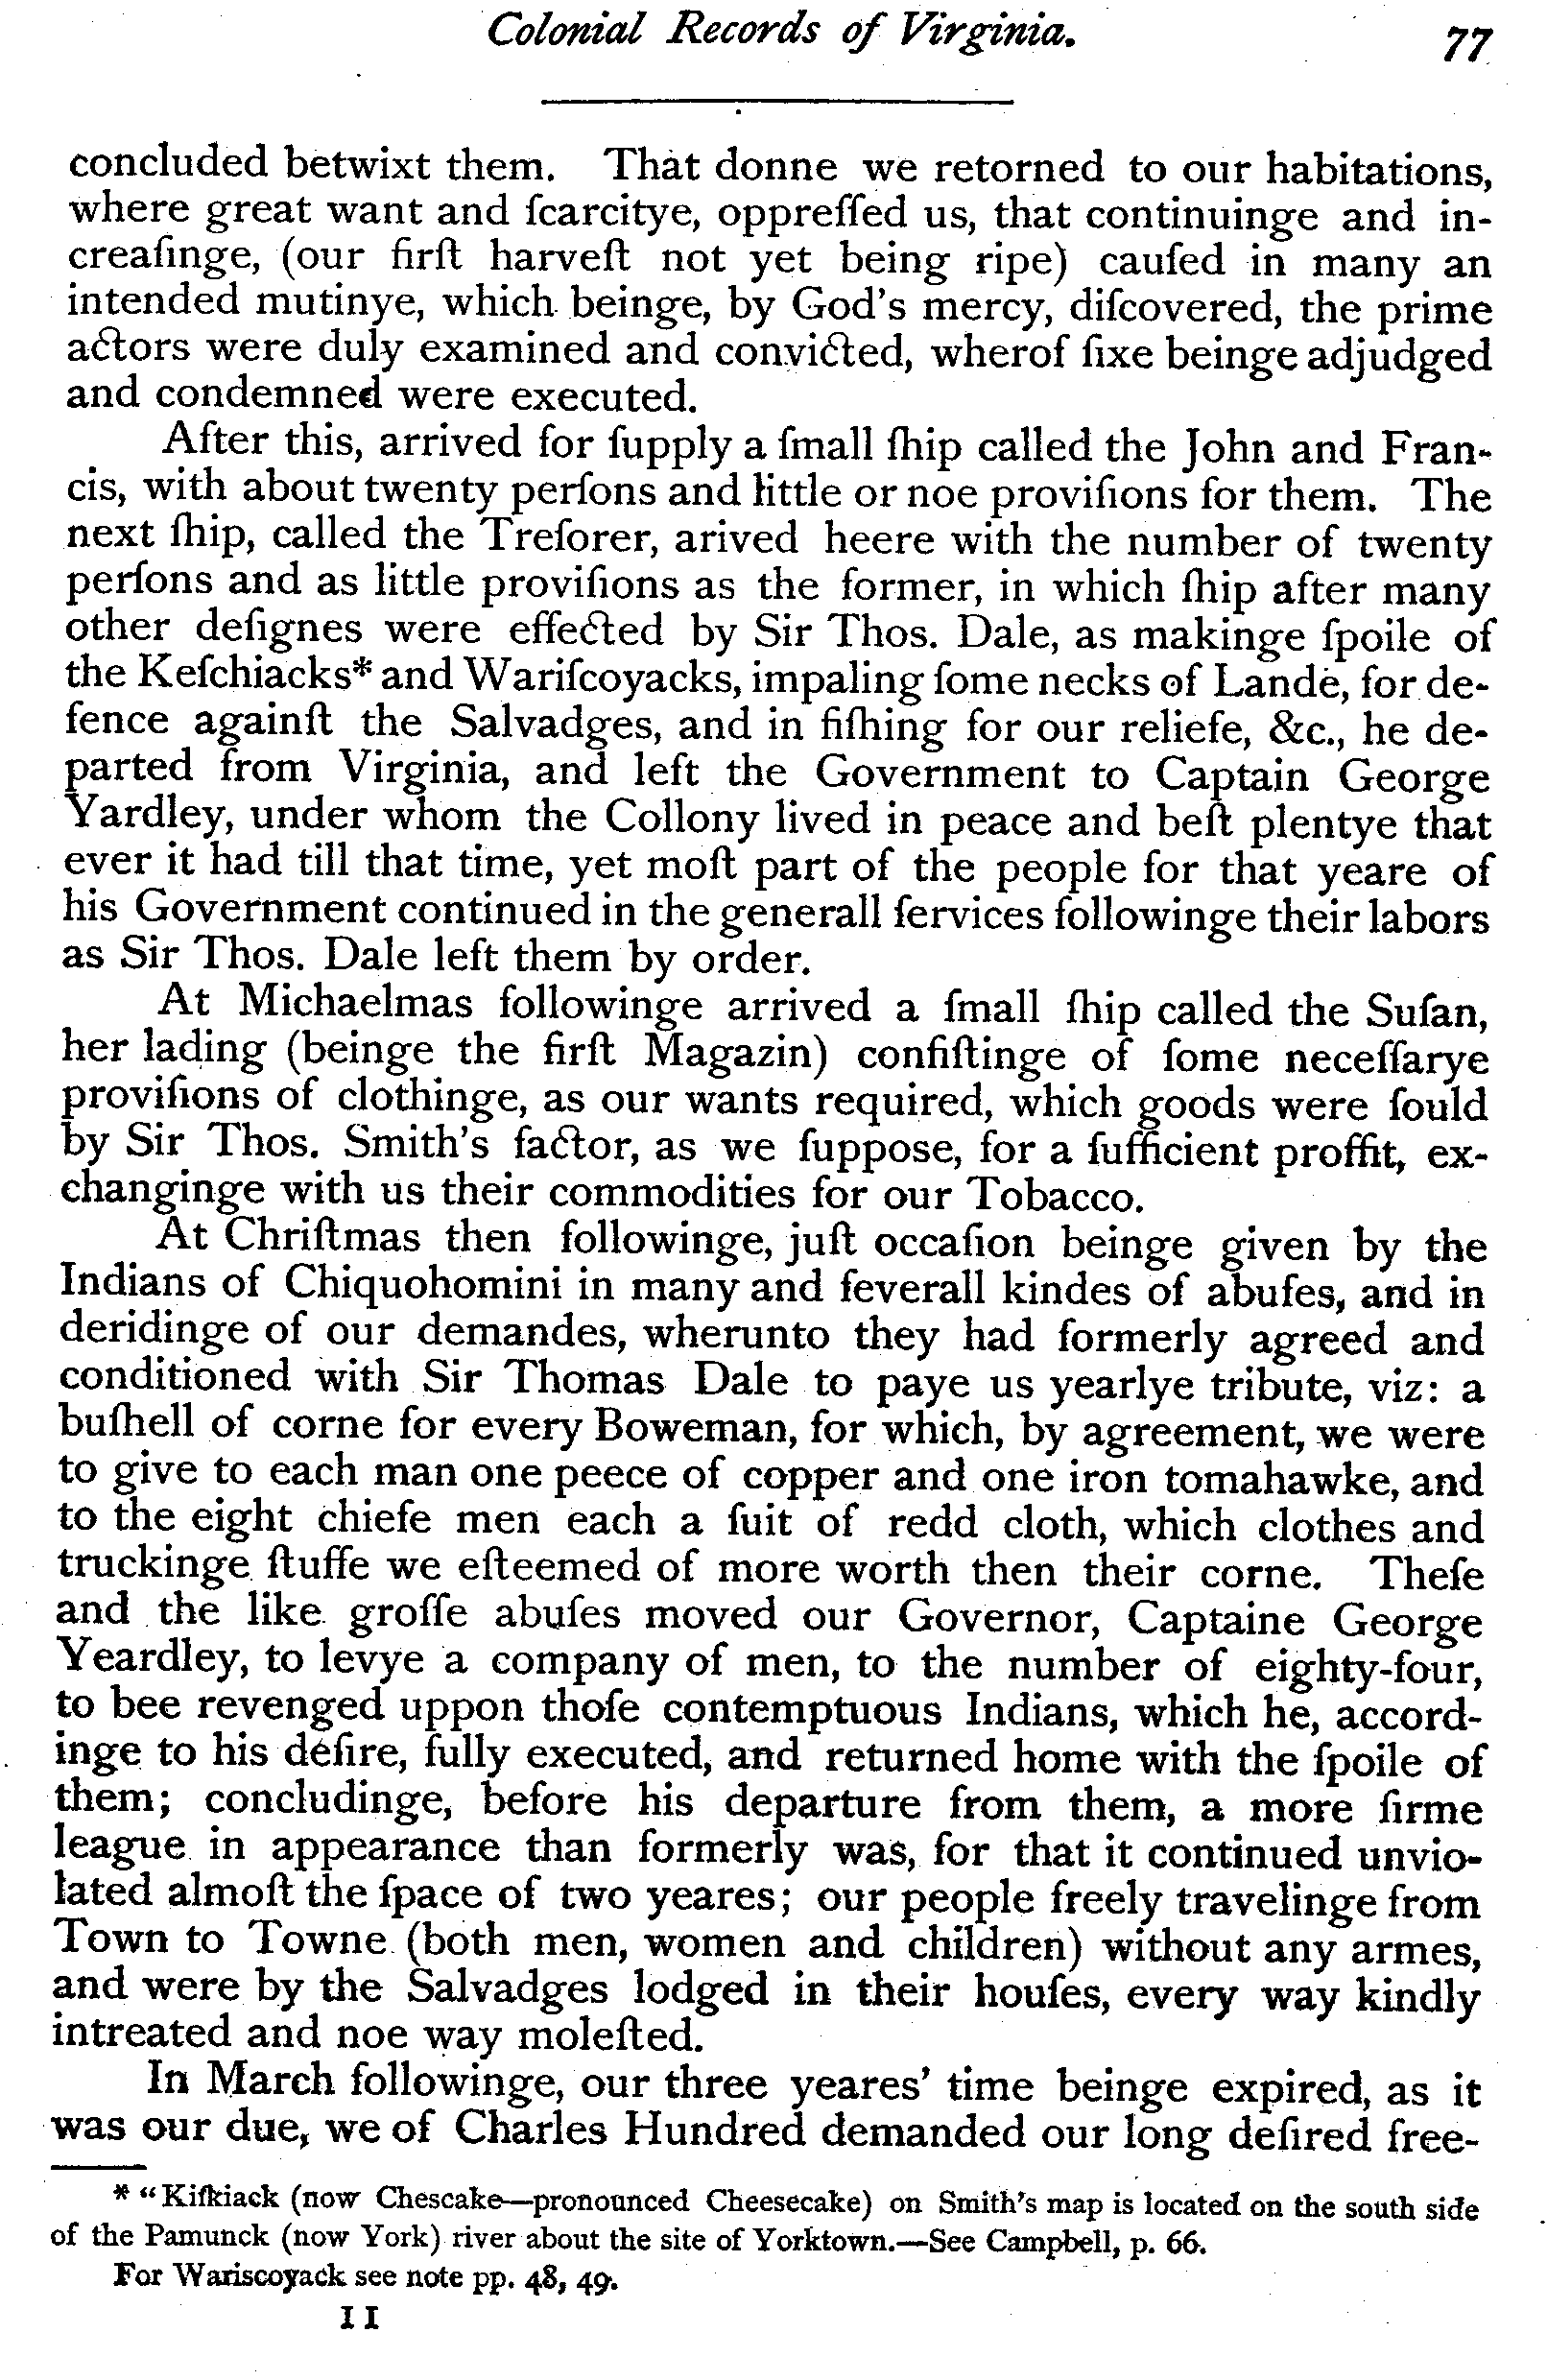 Colonial Records of Virginia. 77
concluded betwixt them. That donne we retorned to our habitations,
where great want and ſcarcitye, oppreſſed us, that continuinge and in-
creaſinge, (our firſt harveſt not yet being ripe) cauſed in many an
intended mutinye, which beinge, by God's mercy, diſcovered, the prime
actors were duly examined and convicted, wherof ſixe beinge adjudged
and condemned were executed.
After this, arrived for ſupply a ſmall ſhip called the John and Fran-
cis, with about twenty perſons and little or noe proviſions for them. The
next ſhip, called the Treſorer, arived heere with the number of twenty
perſons and as little proviſions as the former, in which ſhip after many
other deſignes were effected by Sir Thos. Dale, as makinge ſpoile of
the Keſchiacks* and Wariſcoyacks, impaling ſome necks of Lande, for de-
fence againſt the Salvadges, and in fiſhing for our reliefe, &c., he de-
parted from Virginia, and left the Government to Captain George
Yardley, under whom the Collony lived in peace and beſt plentye that
ever it had till that time, yet moſt part of the people for that yeare of
his Government continued in the generall ſervices followinge their labors
as Sir Thos. Dale left them by order.
At Michaelmas followinge arrived a ſmall ſhip called the Suſan,
her lading (beinge the firſt Magazin) conſiſtinge of ſome neceſſarye
proviſions of clothinge, as our wants required, which goods were ſould
by Sir Thos. Smith's factor, as we ſuppose, for a ſufficient proffit, ex-
changinge with us their commodities for our Tobacco.
At Chriſtmas then followinge, juſt occaſion beinge given by the
Indians of Chiquohomini in many and ſeverall kindes of abuſes, and in
deridinge of our demandes, wherunto they had formerly agreed and
conditioned with Sir Thomas Dale to paye us yearlye tribute, viz: a
buſhell of corne for every Boweman, for which, by agreement, we were
to give to each man one peece of copper and one iron tomahawke, and
to the eight chiefe men each a ſuit of redd cloth, which clothes and
truckinge ſtuffe we eſteemed of more worth then their corne. Theſe
and the like groſſe abuſes moved our Governor, Captaine George
Yeardley, to levye a company of men, to the number of eighty-four,
to bee revenged uppon thoſe contemptuous Indians, which he, accord-
inge to his deſire, fully executed, and returned home with the ſpoile of
them; concludinge, before his departure from them, a more firme
league in appearance than formerly was, for that it continued unvio-
lated almoſt the ſpace of two yeares; our people freely travelinge from
Town to Towne (both men, women and children) without any armes,
and were by the Salvadges lodged in their houſes, every way kindly
intreated and noe way moleſted.
In March followinge, our three yeares' time beinge expired, as it
was our due, we of Charles Hundred demanded our long deſired free-
* "Kiſkiack (now Chescake—pronounced Cheesecake) on Smith's map is located on the south side
of the Pamunck (now York) river about the site of Yorktown.—See Campbell, p. 66.
For Wariscoyack see note pp. 48, 49.
11